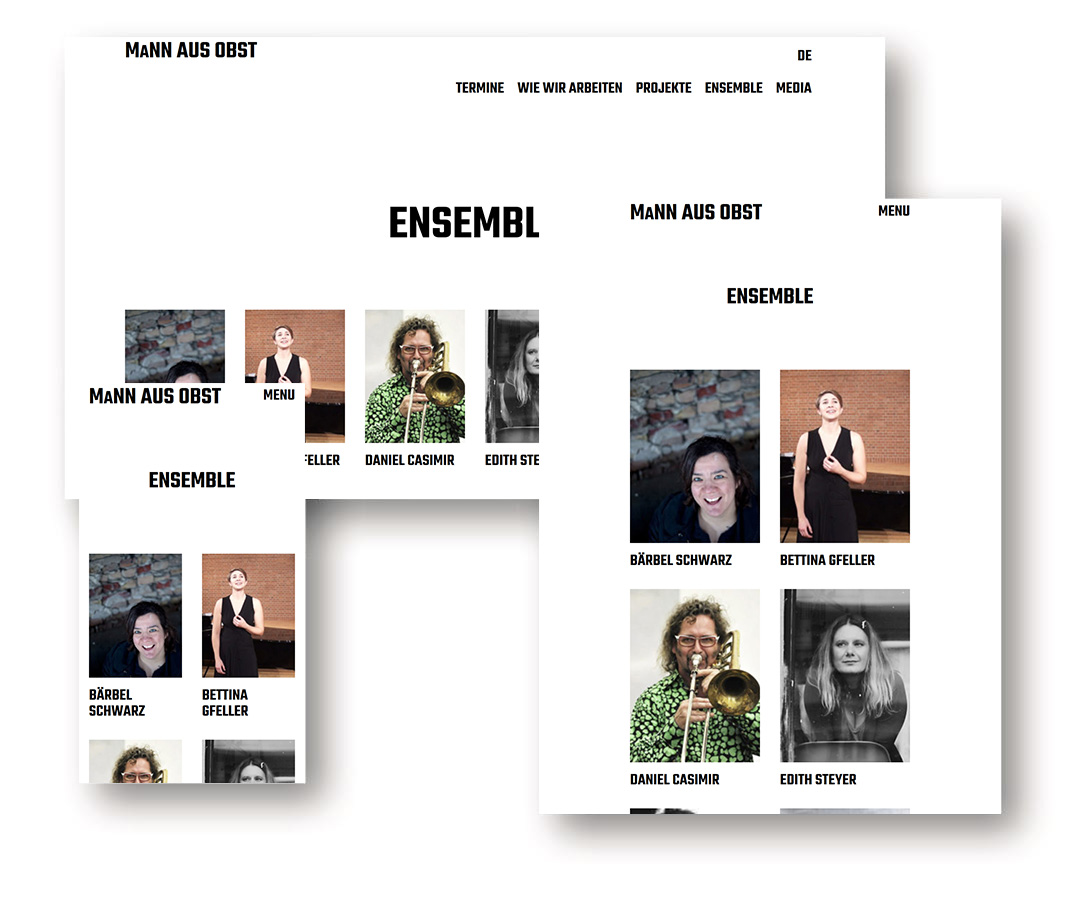 MaNN AUS OBST
DE
TERMINE WIE WIR ARBEITEN PROJEKTE ENSEMBLE MEDIA
ENSEMBL
FELLER
DANIEL CASIMIR
EDITH STE
MaNN AUS OBST
MENU
ENSEMBLE
BÄRBEL
SCHWARZ
BETTINA
GFELLER
MaNN AUS OBST
MENU
ENSEMBLE
BÄRBEL SCHWARZ
BETTINA GFELLER
DANIEL CASIMIR
EDITH STEYER